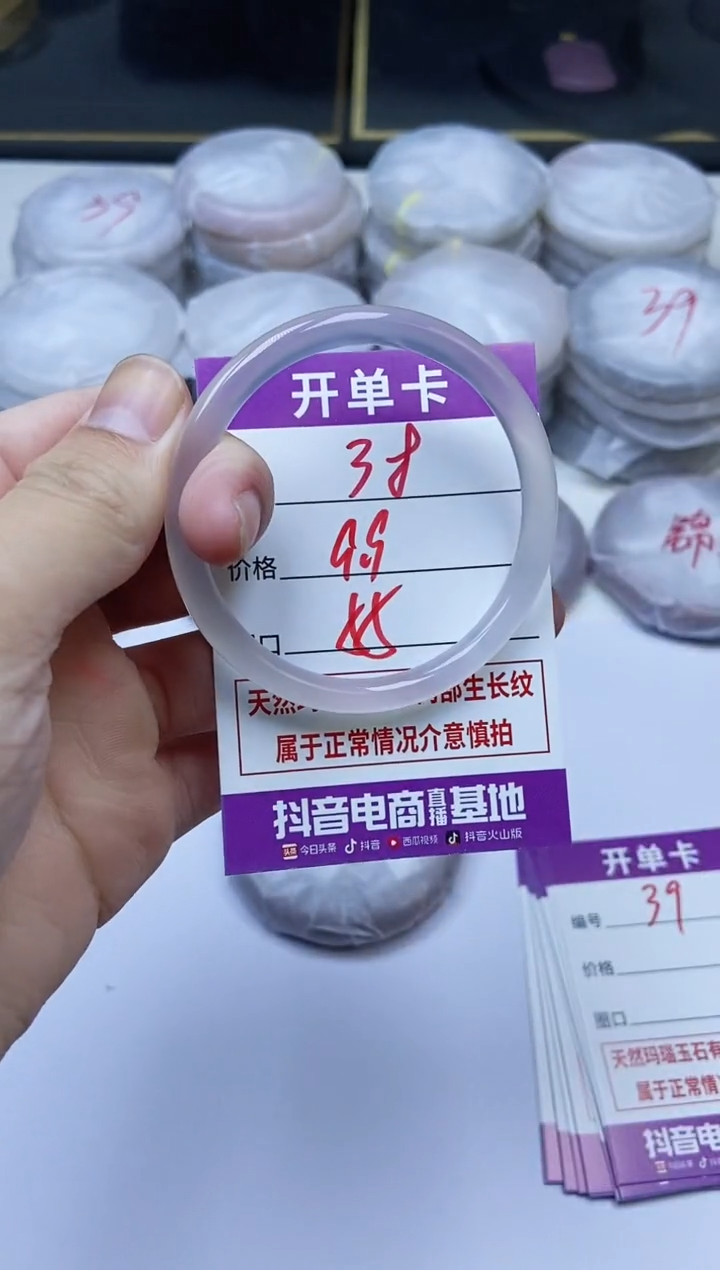 39
39
锦
开单卡
38
价格 99
口
天然 部生长纹
属于正常情况介意慎拍
抖音电商直播基地
头条 今日头条 抖音 西瓜视频 抖音火山版
开单卡
编号 39
价格
圈口
天然玛瑙玉石有
属于正常情
抖音电